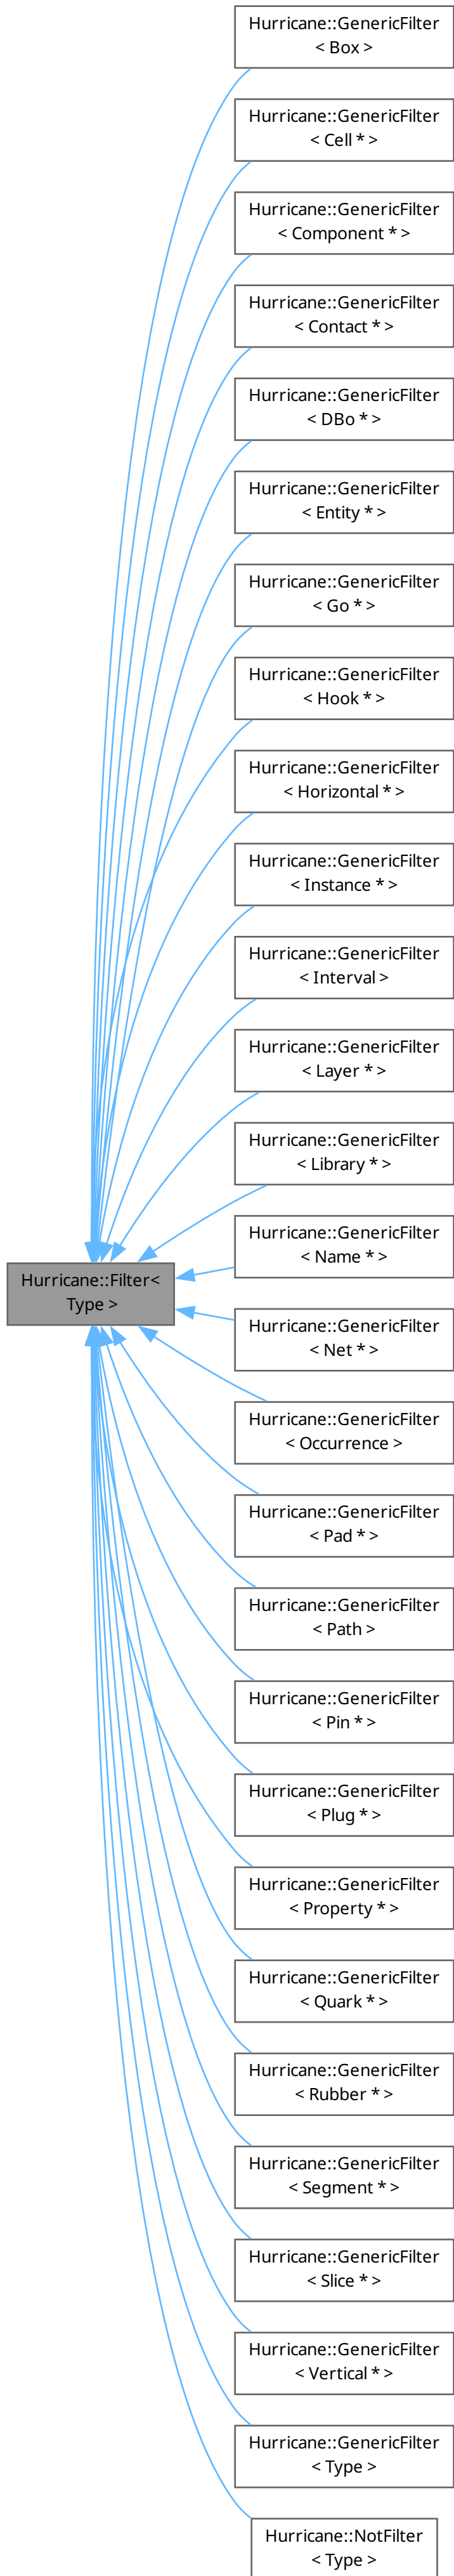 Hurricane::GenericFilter
< Box >
Hurricane::GenericFilter
< Cell * >
Hurricane::GenericFilter
< Component * >
Hurricane::GenericFilter
< Contact * >
Hurricane::GenericFilter
< DBo * >
Hurricane::GenericFilter
< Entity * >
Hurricane::GenericFilter
< Go * >
Hurricane::GenericFilter
< Hook * >
Hurricane::GenericFilter
< Horizontal * >
Hurricane::GenericFilter
< Instance * >
Hurricane::GenericFilter
< Interval >
Hurricane::GenericFilter
< Layer * >
Hurricane::GenericFilter
< Library * >
Hurricane::GenericFilter
< Name * >
Hurricane::Filter<
Type >
Hurricane::GenericFilter
< Net * >
Hurricane::GenericFilter
< Occurrence >
Hurricane::GenericFilter
< Pad * >
Hurricane::GenericFilter
< Path >
Hurricane::GenericFilter
< Pin * >
Hurricane::GenericFilter
< Plug * >
Hurricane::GenericFilter
< Property * >
Hurricane::GenericFilter
< Quark * >
Hurricane::GenericFilter
< Rubber * >
Hurricane::GenericFilter
< Segment * >
Hurricane::GenericFilter
< Slice * >
Hurricane::GenericFilter
< Vertical * >
Hurricane::GenericFilter
< Type >
Hurricane::NotFilter
< Type >